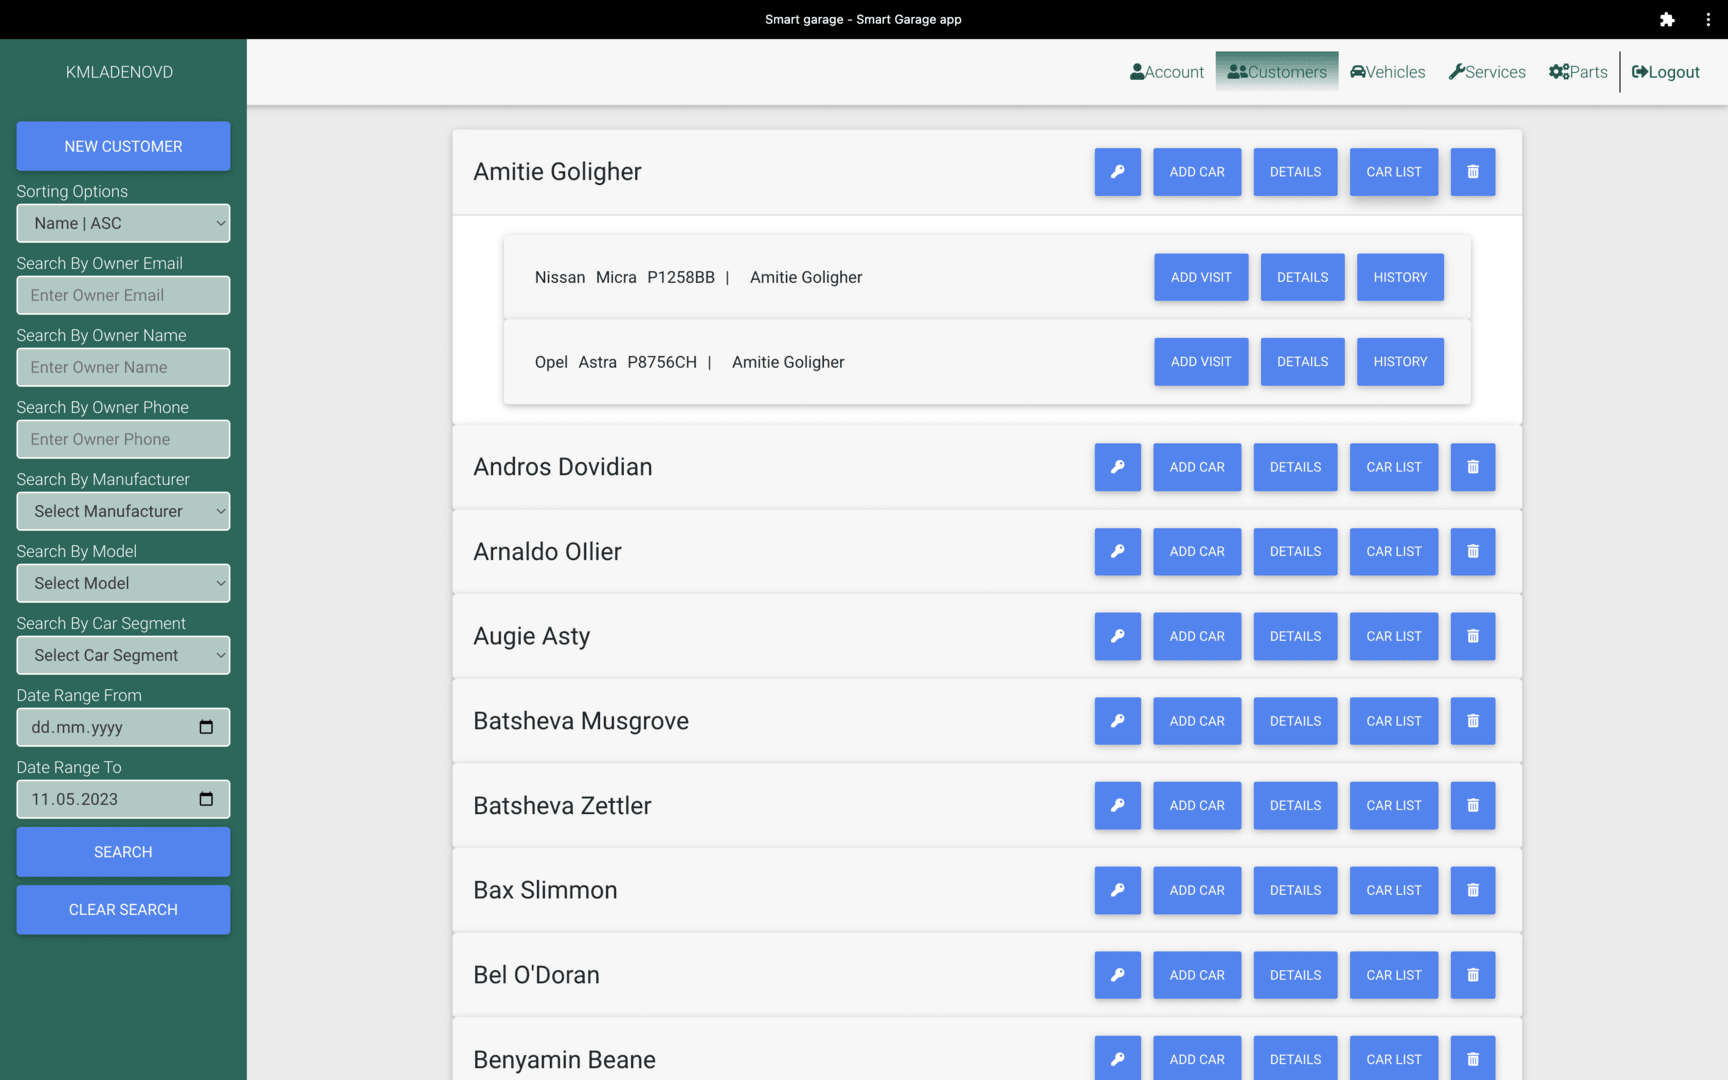 Smart garage - Smart Garage app
KMLADENOVD
Account Customers Vehicles Services Parts Logout
NEW CUSTOMER
Sorting Options
Name | ASC
Search By Owner Email
Enter Owner Email
Search By Owner Name
Enter Owner Name
Search By Owner Phone
Enter Owner Phone
Search By Manufacturer
Select Manufacturer
Search By Model
Select Model
Search By Car Segment
Select Car Segment
Date Range From
dd.mm.yyyy
Date Range To
11.05.2023
SEARCH
CLEAR SEARCH
Amitie Goligher ADD CAR DETAILS CAR LIST
Nissan Micra P1258BB | Amitie Goligher ADD VISIT DETAILS HISTORY
Opel Astra P8756CH | Amitie Goligher ADD VISIT DETAILS HISTORY
Andros Dovidian ADD CAR DETAILS CAR LIST
Arnaldo Ollier ADD CAR DETAILS CAR LIST
Augie Asty ADD CAR DETAILS CAR LIST
Batsheva Musgrove ADD CAR DETAILS CAR LIST
Batsheva Zettler ADD CAR DETAILS CAR LIST
Bax Slimmon ADD CAR DETAILS CAR LIST
Bel O'Doran ADD CAR DETAILS CAR LIST
Benyamin Beane ADD CAR DETAILS CAR LIST